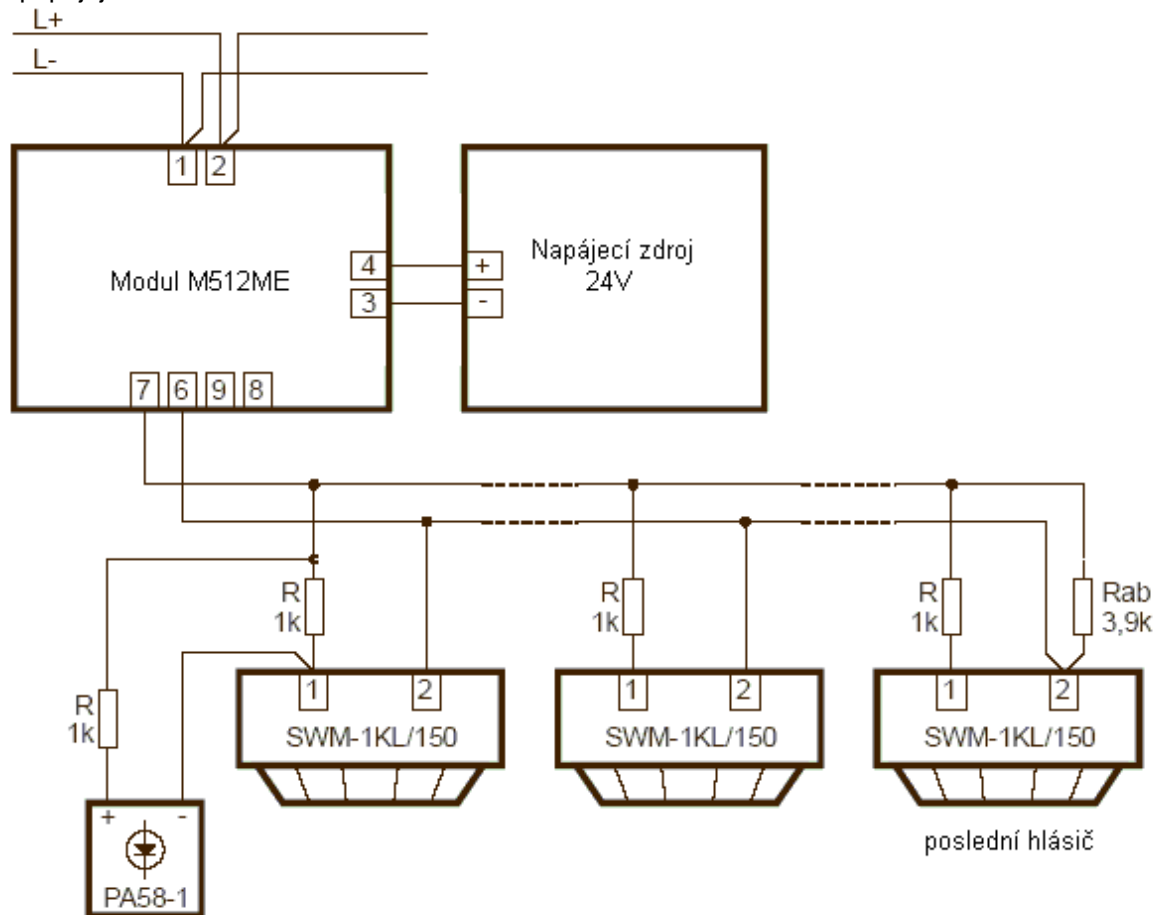 L+
L-
1 2
Modul M512ME
4
3
+
-
Napájecí zdroj
24V
7 6 9 8
R
1k
R
1k
R
1k
Rab
3,9k
R
1k
1 2
SWM-1KL/150
1 2
SWM-1KL/150
1 2
SWM-1KL/150
+ -
PA58-1
poslední hlásič